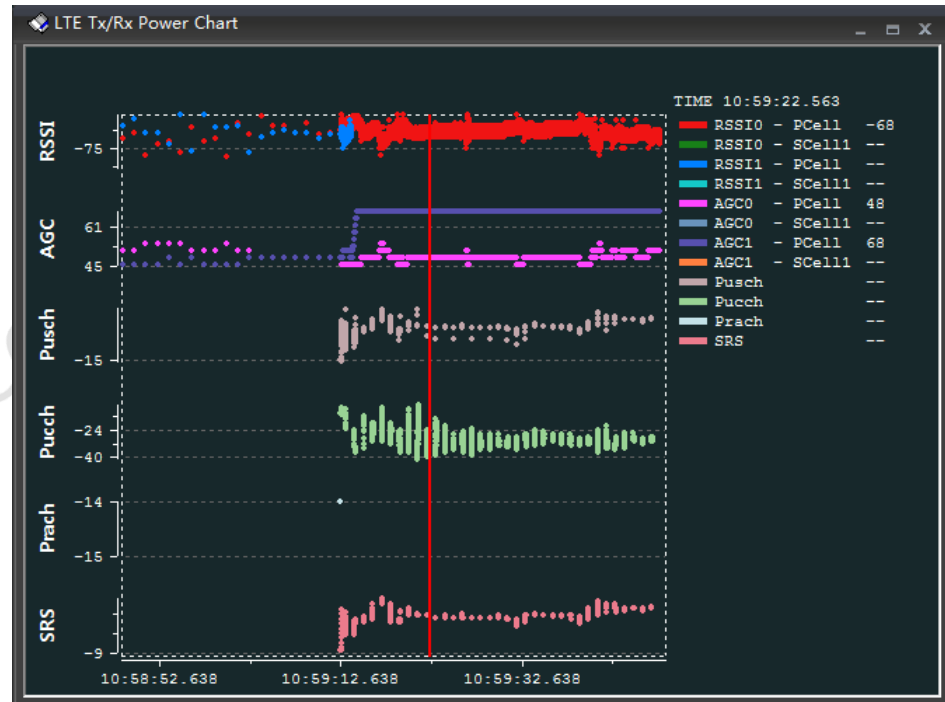 LTE Tx/Rx Power Chart
TIME 10:59:22.563
RSSI0 - PCell -68
RSSI0 - SCell1 --
RSSI1 - PCell --
RSSI1 - SCell1 --
AGC0 - PCell 48
AGC0 - SCell1 --
AGC1 - PCell 68
AGC1 - SCell1 --
Pusch --
Pucch --
Prach --
SRS --
RSSI
-75
AGC
61
45
Pusch
-15
Pucch
-24
-40
Prach
-14
-15
SRS
-9
10:58:52.638 10:59:12.638 10:59:32.638